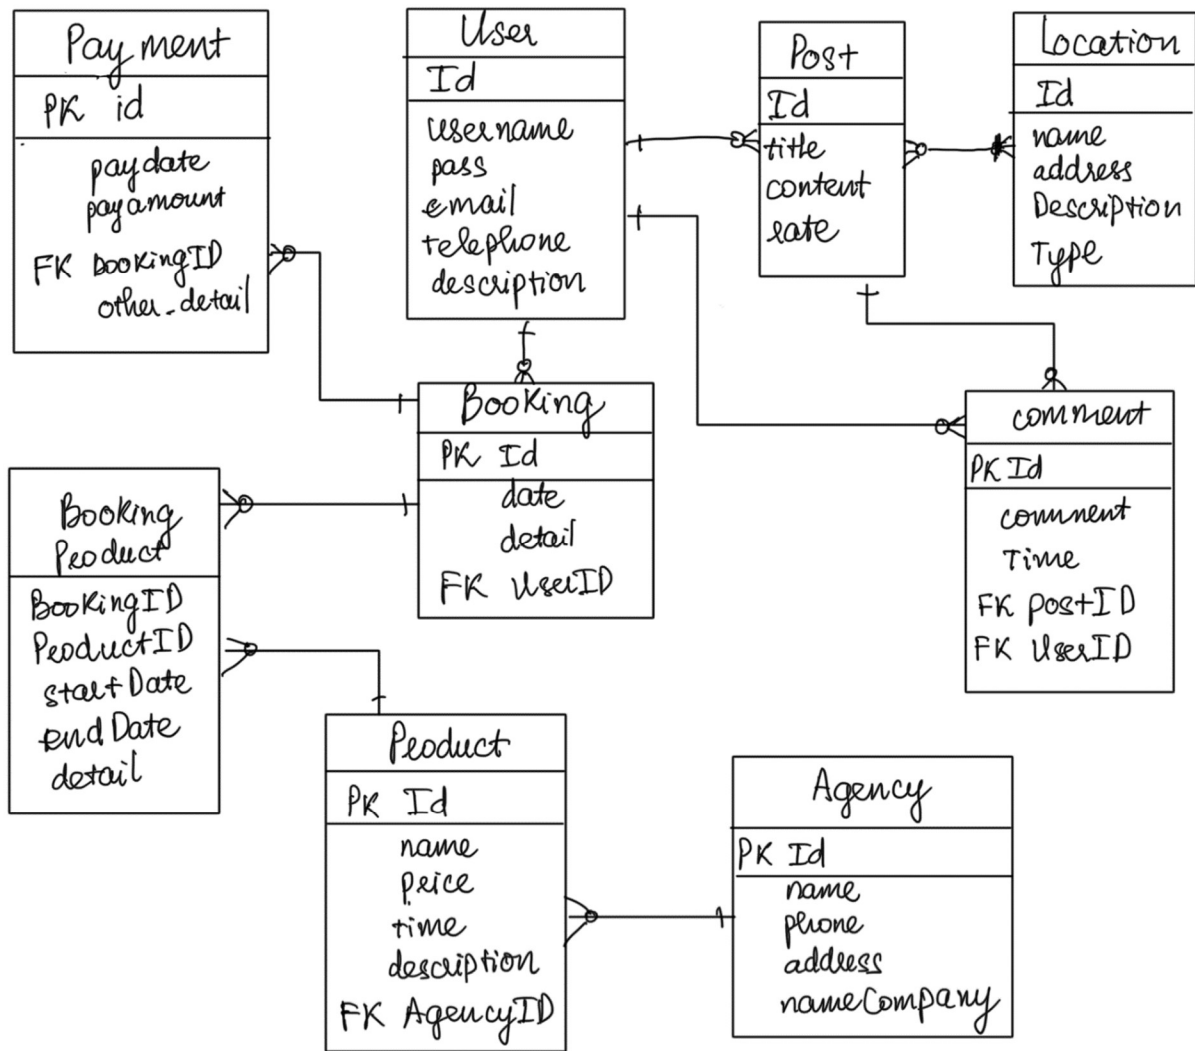 Payment
PK id
paydate
payamount
FK bookingID
other_detail
User
Id
username
pass
email
telephone
description
Post
Id
title
content
rate
Location
Id
name
address
Description
Type
Booking
PK Id
date
detail
FK UserID
comment
PK Id
comment
Time
FK postID
FK UserID
Booking
Product
BookingID
ProductID
startDate
endDate
detail
Product
PK Id
name
price
time
description
FK AgencyID
Agency
PK Id
name
phone
address
nameCompany